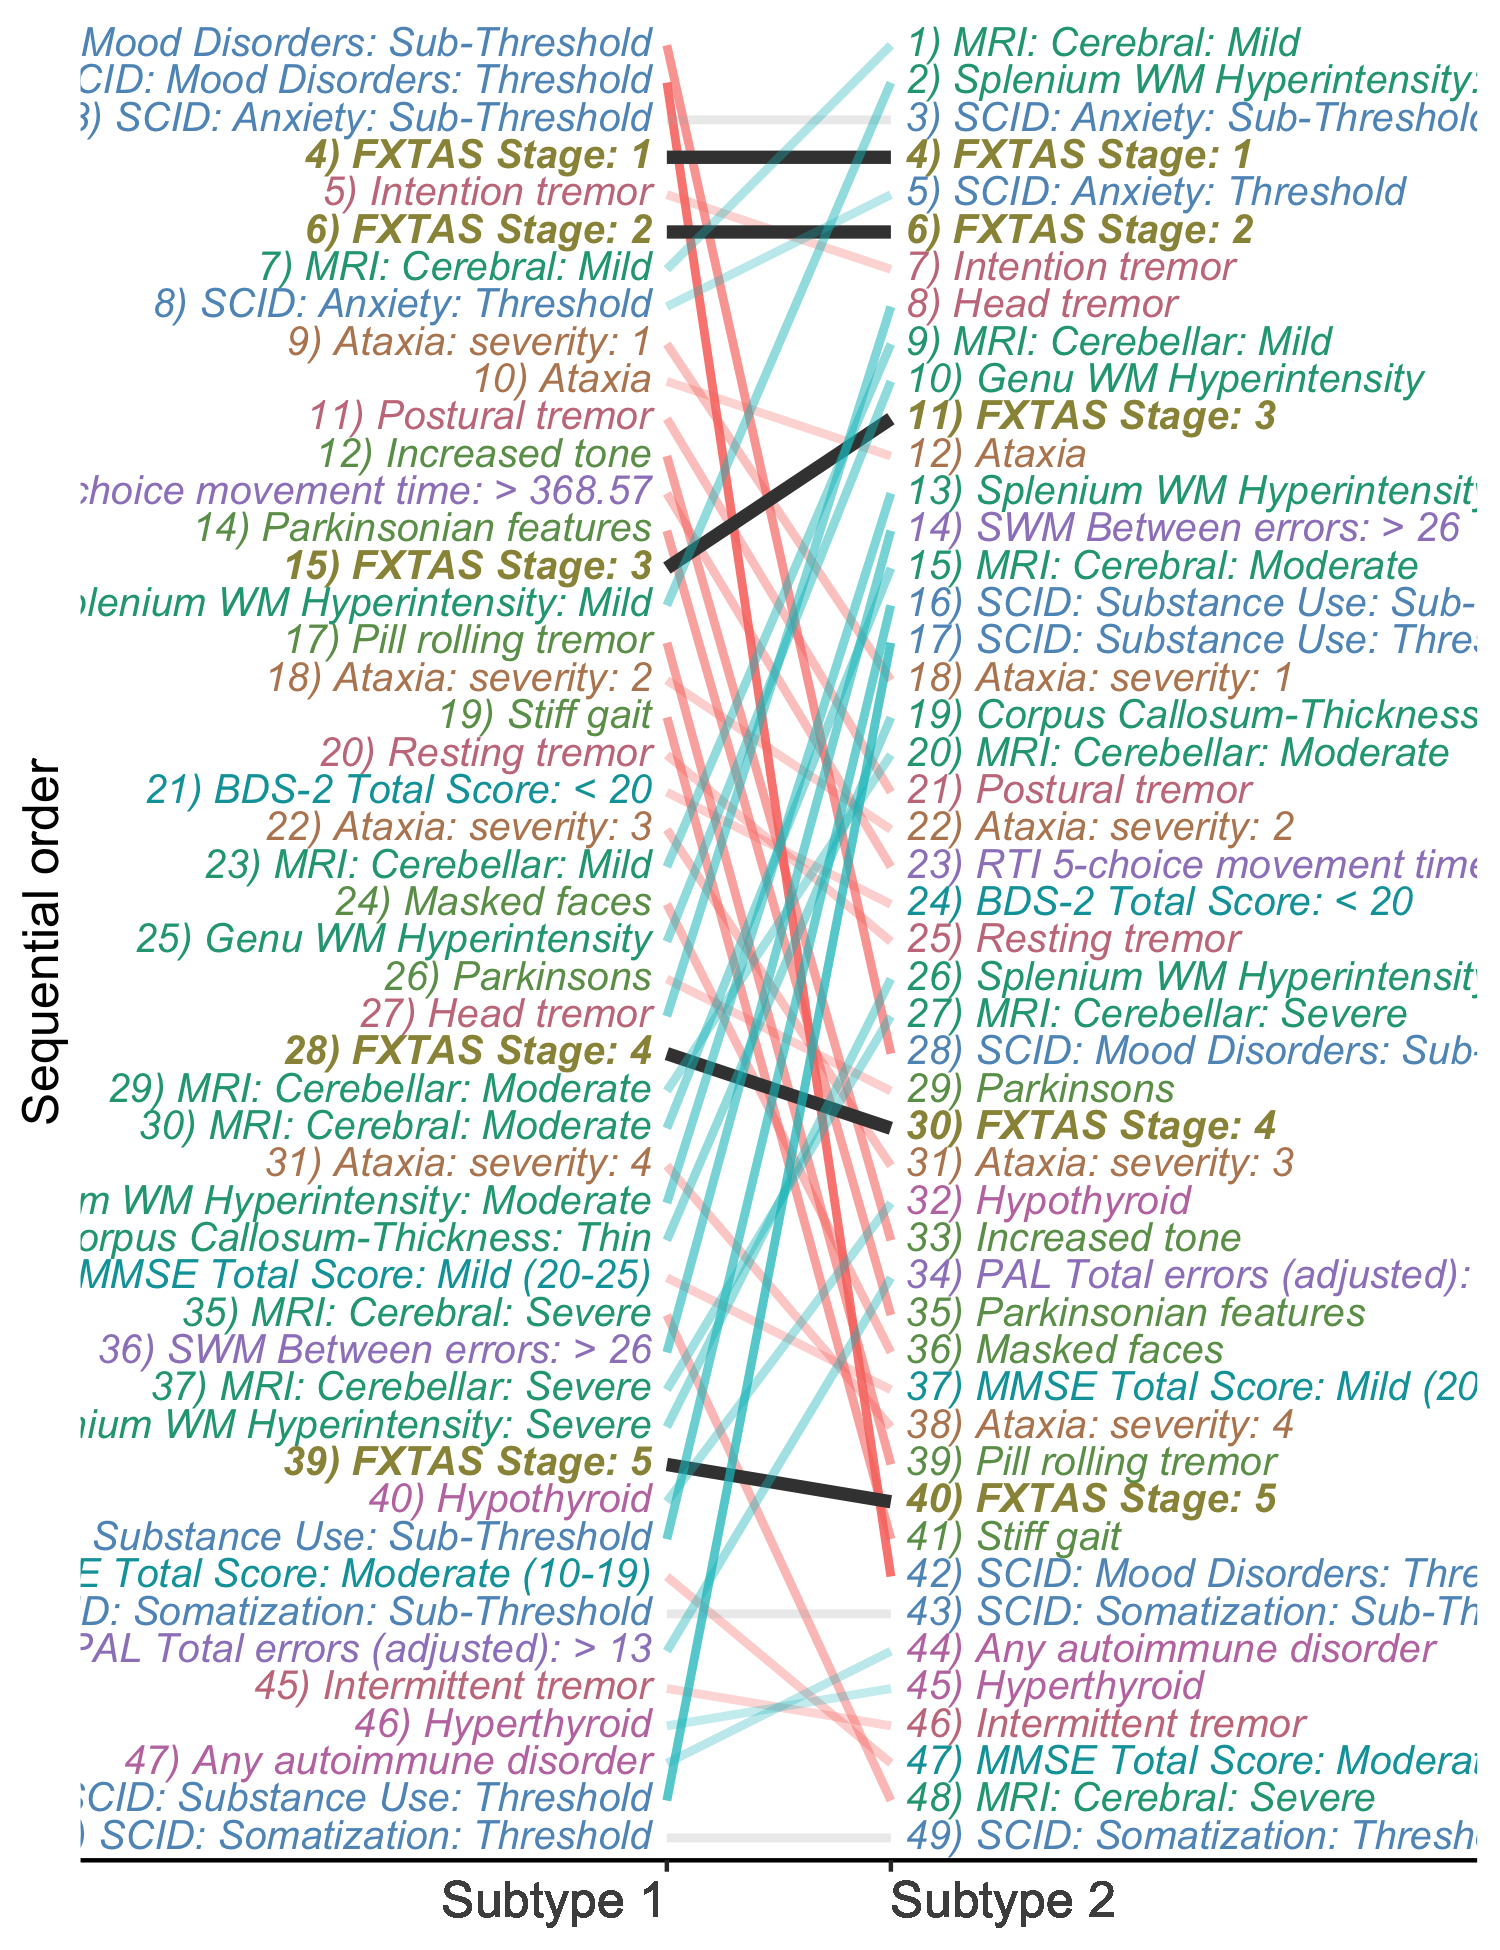 Sequential order
Mood Disorders: Sub-Threshold
CID: Mood Disorders: Threshold
3) SCID: Anxiety: Sub-Threshold
4) FXTAS Stage: 1
5) Intention tremor
6) FXTAS Stage: 2
7) MRI: Cerebral: Mild
8) SCID: Anxiety: Threshold
9) Ataxia: severity: 1
10) Ataxia
11) Postural tremor
12) Increased tone
choice movement time: > 368.57
14) Parkinsonian features
15) FXTAS Stage: 3
plenium WM Hyperintensity: Mild
17) Pill rolling tremor
18) Ataxia: severity: 2
19) Stiff gait
20) Resting tremor
21) BDS-2 Total Score: < 20
22) Ataxia: severity: 3
23) MRI: Cerebellar: Mild
24) Masked faces
25) Genu WM Hyperintensity
26) Parkinsons
27) Head tremor
28) FXTAS Stage: 4
29) MRI: Cerebellar: Moderate
30) MRI: Cerebral: Moderate
31) Ataxia: severity: 4
m WM Hyperintensity: Moderate
orpus Callosum-Thickness: Thin
MMSE Total Score: Mild (20-25)
35) MRI: Cerebral: Severe
36) SWM Between errors: > 26
37) MRI: Cerebellar: Severe
nium WM Hyperintensity: Severe
39) FXTAS Stage: 5
40) Hypothyroid
Substance Use: Sub-Threshold
E Total Score: Moderate (10-19)
ID: Somatization: Sub-Threshold
PAL Total errors (adjusted): > 13
45) Intermittent tremor
46) Hyperthyroid
47) Any autoimmune disorder
SCID: Substance Use: Threshold
) SCID: Somatization: Threshold
1) MRI: Cerebral: Mild
2) Splenium WM Hyperintensity:
3) SCID: Anxiety: Sub-Threshold
4) FXTAS Stage: 1
5) SCID: Anxiety: Threshold
6) FXTAS Stage: 2
7) Intention tremor
8) Head tremor
9) MRI: Cerebellar: Mild
10) Genu WM Hyperintensity
11) FXTAS Stage: 3
12) Ataxia
13) Splenium WM Hyperintensity
14) SWM Between errors: > 26
15) MRI: Cerebral: Moderate
16) SCID: Substance Use: Sub-
17) SCID: Substance Use: Thres
18) Ataxia: severity: 1
19) Corpus Callosum-Thickness
20) MRI: Cerebellar: Moderate
21) Postural tremor
22) Ataxia: severity: 2
23) RTI 5-choice movement time
24) BDS-2 Total Score: < 20
25) Resting tremor
26) Splenium WM Hyperintensity
27) MRI: Cerebellar: Severe
28) SCID: Mood Disorders: Sub-
29) Parkinsons
30) FXTAS Stage: 4
31) Ataxia: severity: 3
32) Hypothyroid
33) Increased tone
34) PAL Total errors (adjusted):
35) Parkinsonian features
36) Masked faces
37) MMSE Total Score: Mild (20
38) Ataxia: severity: 4
39) Pill rolling tremor
40) FXTAS Stage: 5
41) Stiff gait
42) SCID: Mood Disorders: Thre
43) SCID: Somatization: Sub-Th
44) Any autoimmune disorder
45) Hyperthyroid
46) Intermittent tremor
47) MMSE Total Score: Moderat
48) MRI: Cerebral: Severe
49) SCID: Somatization: Thresh
Subtype 1
Subtype 2